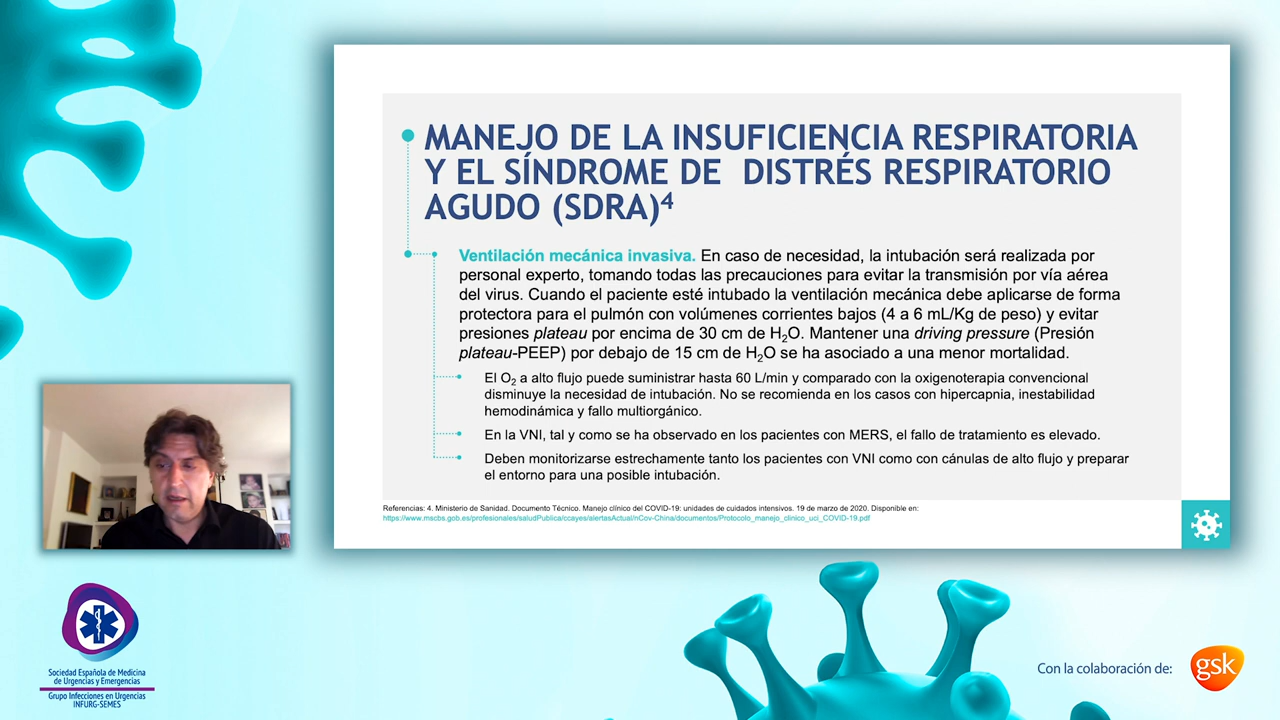 MANEJO DE LA INSUFICIENCIA RESPIRATORIA
Y EL SÍNDROME DE DISTRÉS RESPIRATORIO
AGUDO (SDRA)⁴
Ventilación mecánica invasiva. En caso de necesidad, la intubación será realizada por
personal experto, tomando todas las precauciones para evitar la transmisión por vía aérea
del virus. Cuando el paciente esté intubado la ventilación mecánica debe aplicarse de forma
protectora para el pulmón con volúmenes corrientes bajos (4 a 6 mL/Kg de peso) y evitar
presiones plateau por encima de 30 cm de H₂O. Mantener una driving pressure (Presión
plateau-PEEP) por debajo de 15 cm de H₂O se ha asociado a una menor mortalidad.
El O₂ a alto flujo puede suministrar hasta 60 L/min y comparado con la oxigenoterapia convencional
disminuye la necesidad de intubación. No se recomienda en los casos con hipercapnia, inestabilidad
hemodinámica y fallo multiorgánico.
En la VNI, tal y como se ha observado en los pacientes con MERS, el fallo de tratamiento es elevado.
Deben monitorizarse estrechamente tanto los pacientes con VNI como con cánulas de alto flujo y preparar
el entorno para una posible intubación.
Referencias: 4. Ministerio de Sanidad. Documento Técnico. Manejo clínico del COVID-19: unidades de cuidados intensivos. 19 de marzo de 2020. Disponible en:
https://www.mscbs.gob.es/profesionales/saludPublica/ccayes/alertasActual/nCov-China/documentos/Protocolo_manejo_clinico_uci_COVID-19.pdf
Sociedad Española de Medicina
de Urgencias y Emergencias
Grupo Infecciones en Urgencias
INFURG-SEMES
Con la colaboración de:
gsk